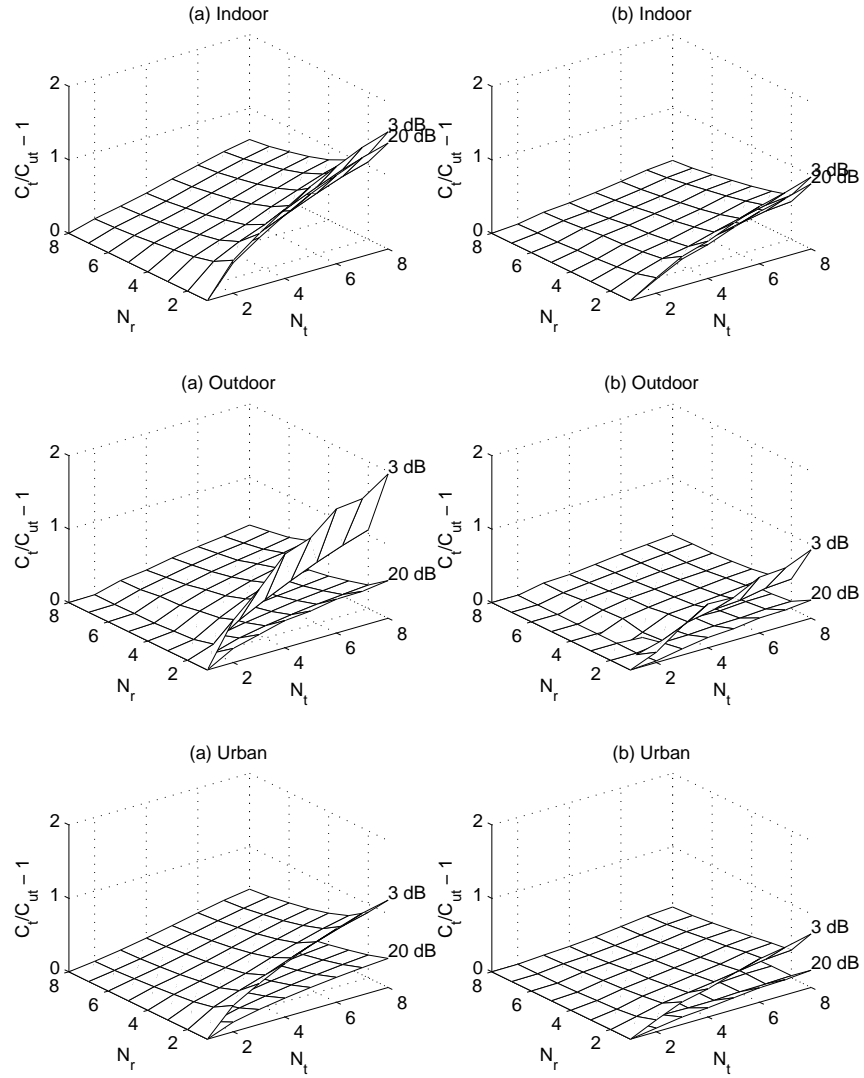 (a) Indoor
2
1
0
C_t/C_ut − 1
8
6
4
2
N_r
2
4
6
8
N_t
3 dB
20 dB
(b) Indoor
2
1
0
C_t/C_ut − 1
8
6
4
2
N_r
2
4
6
8
N_t
3 dB
20 dB
(a) Outdoor
2
1
0
C_t/C_ut − 1
8
6
4
2
N_r
2
4
6
8
N_t
3 dB
20 dB
(b) Outdoor
2
1
0
C_t/C_ut − 1
8
6
4
2
N_r
2
4
6
8
N_t
3 dB
20 dB
(a) Urban
2
1
0
C_t/C_ut − 1
8
6
4
2
N_r
2
4
6
8
N_t
3 dB
20 dB
(b) Urban
2
1
0
C_t/C_ut − 1
8
6
4
2
N_r
2
4
6
8
N_t
3 dB
20 dB